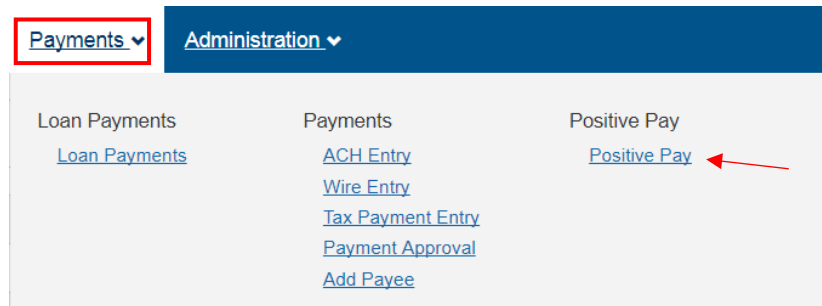 Payments Administration
Loan Payments
Loan Payments
Payments
ACH Entry
Wire Entry
Tax Payment Entry
Payment Approval
Add Payee
Positive Pay
Positive Pay